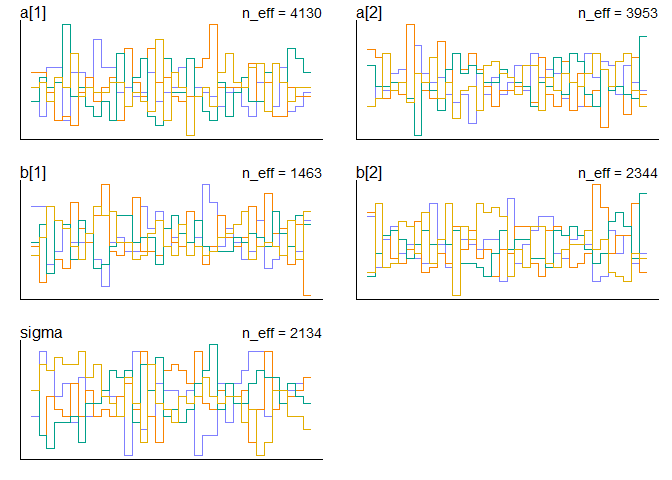 a[1] n_eff = 4130
a[2] n_eff = 3953
b[1] n_eff = 1463
b[2] n_eff = 2344
sigma n_eff = 2134